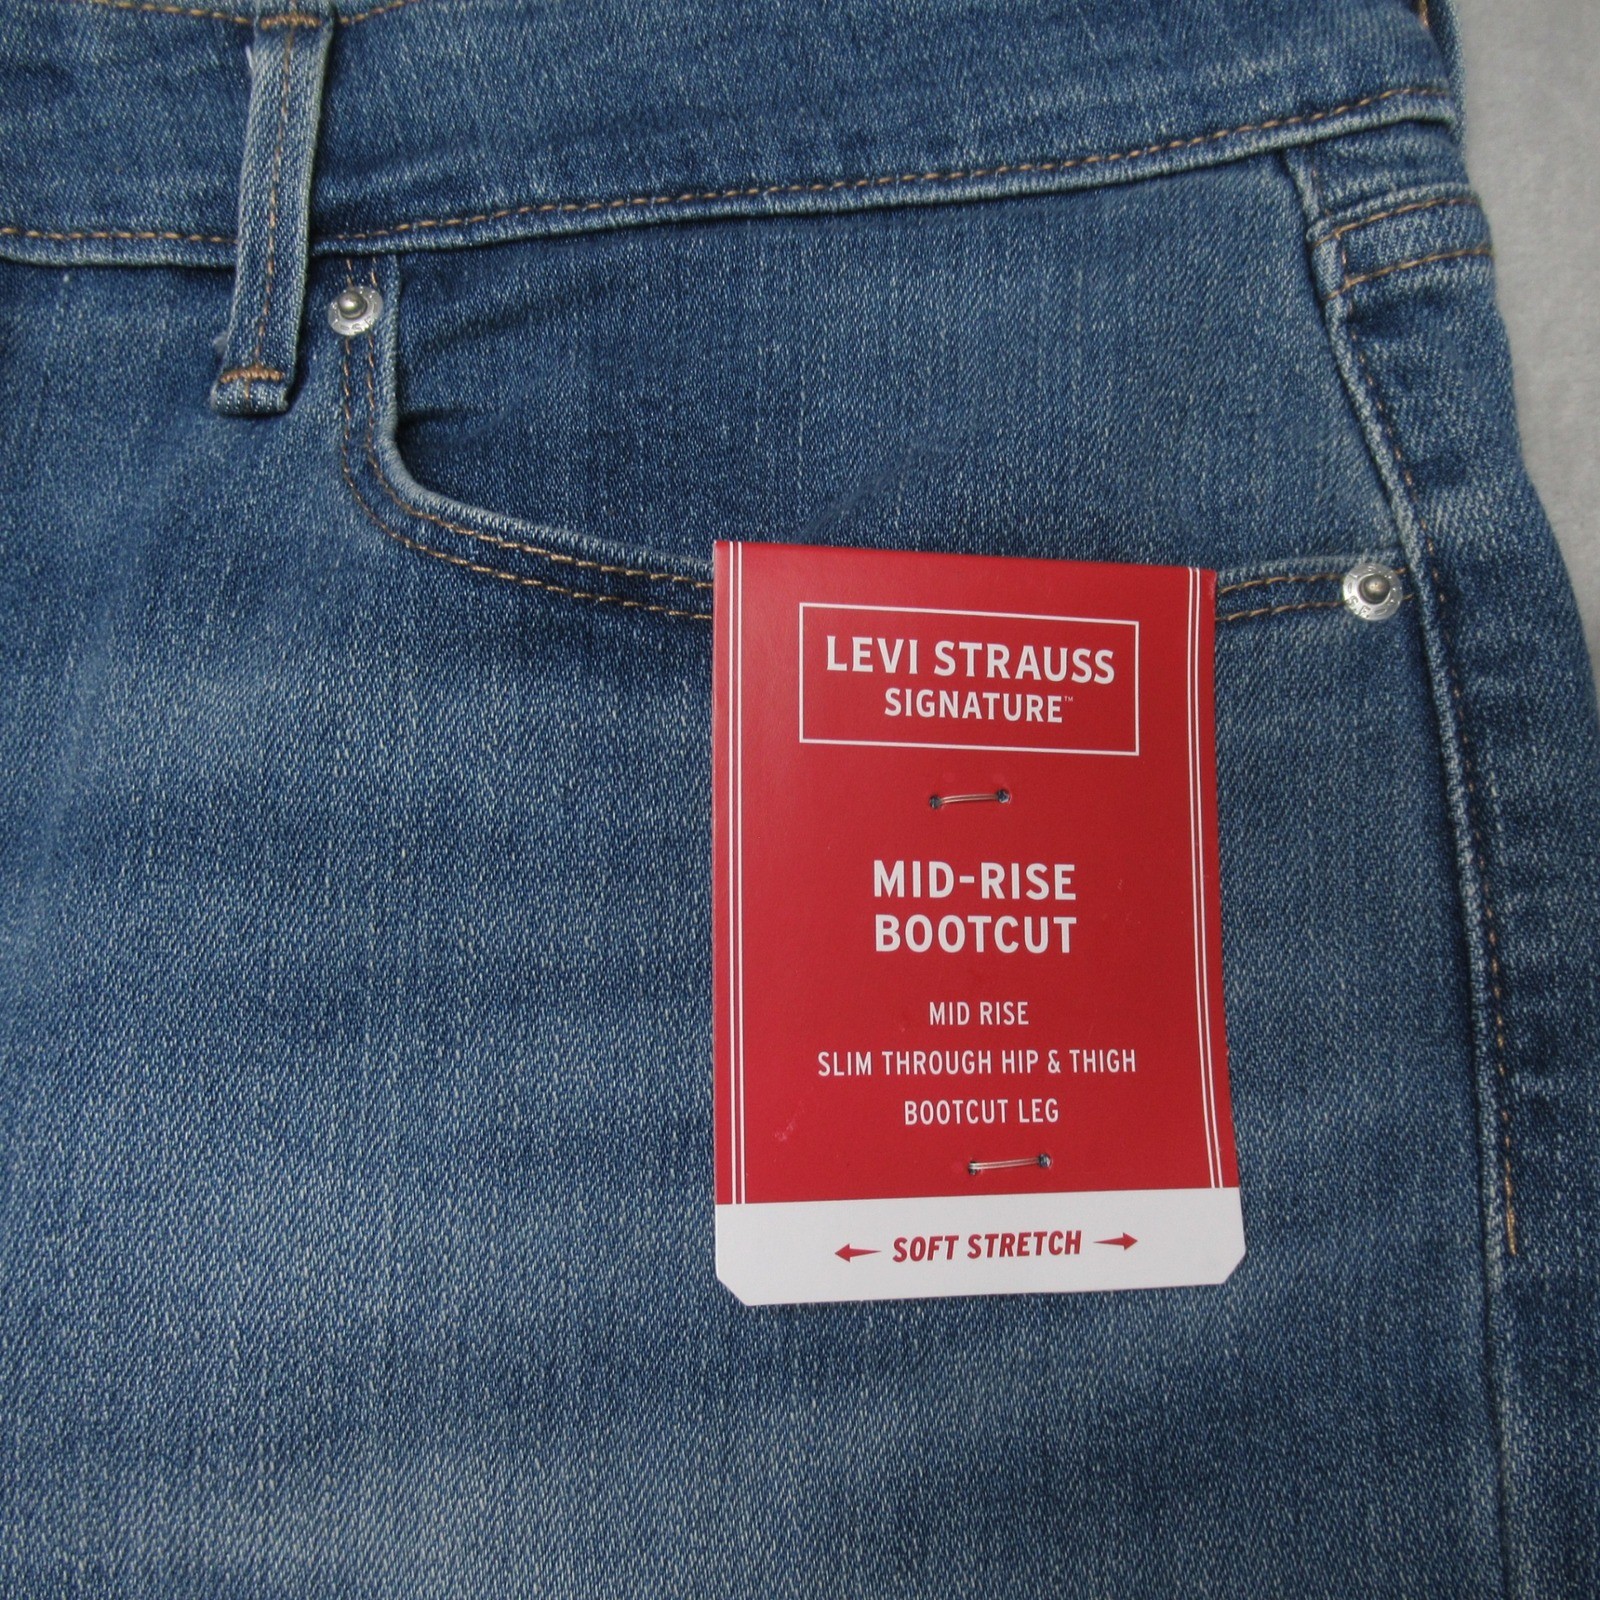 LEVI STRAUSS
SIGNATURE™
MID-RISE
BOOTCUT
MID RISE
SLIM THROUGH HIP & THIGH
BOOTCUT LEG
SOFT STRETCH